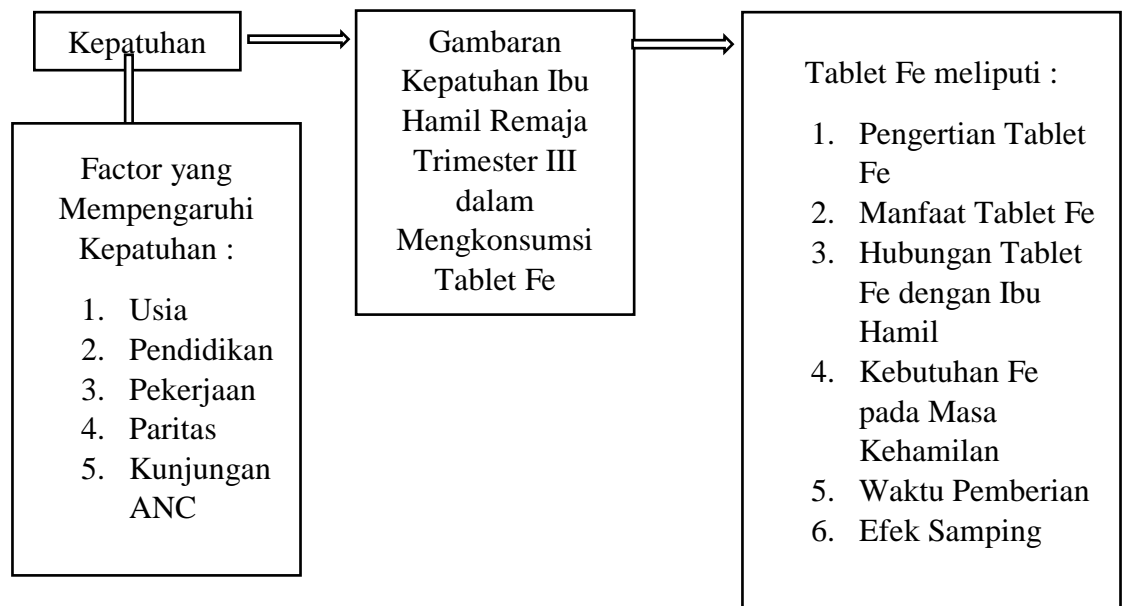 Kepatuhan
Factor yang
Mempengaruhi
Kepatuhan :
1. Usia
2. Pendidikan
3. Pekerjaan
4. Paritas
5. Kunjungan
ANC
Gambaran
Kepatuhan Ibu
Hamil Remaja
Trimester III
dalam
Mengkonsumsi
Tablet Fe
Tablet Fe meliputi :
1. Pengertian Tablet
Fe
2. Manfaat Tablet Fe
3. Hubungan Tablet
Fe dengan Ibu
Hamil
4. Kebutuhan Fe
pada Masa
Kehamilan
5. Waktu Pemberian
6. Efek Samping